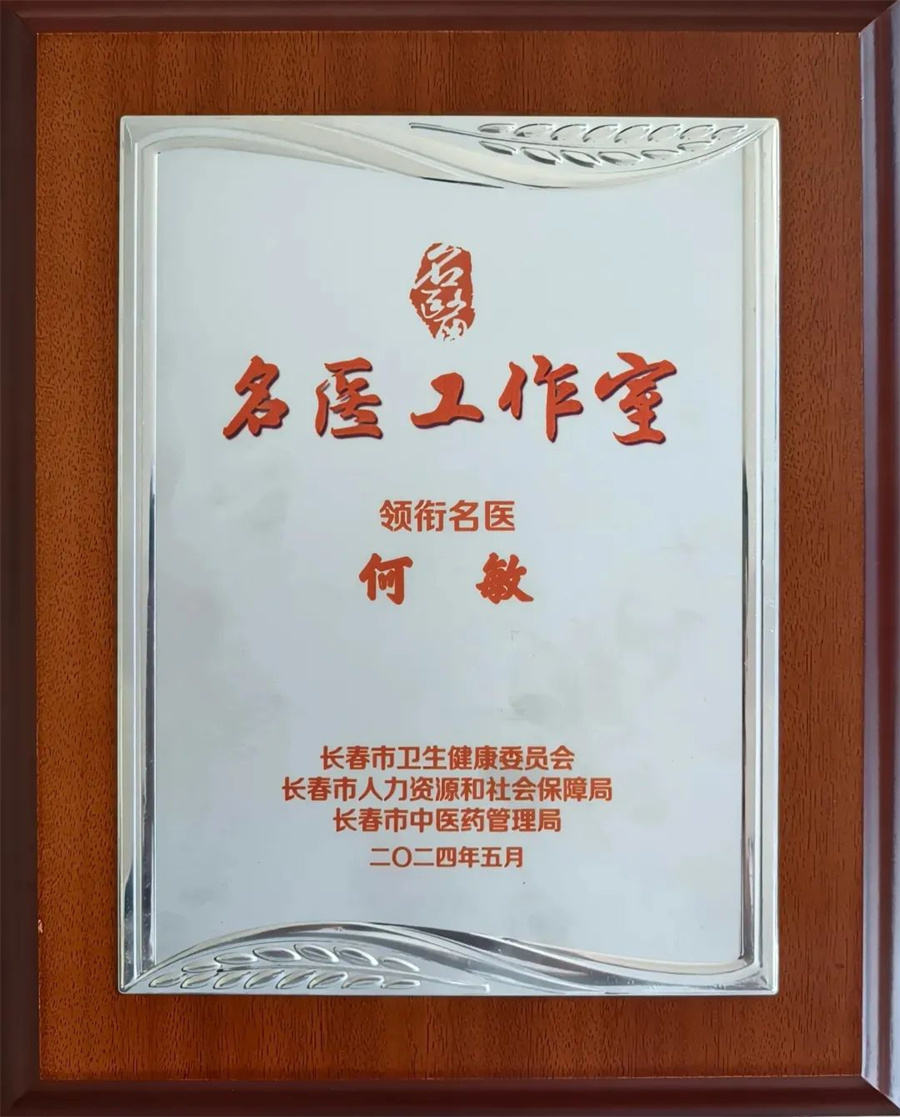 名醫
名医工作室
领衔名医
何 敏
长春市卫生健康委员会
长春市人力资源和社会保障局
长春市中医药管理局
二〇二四年五月